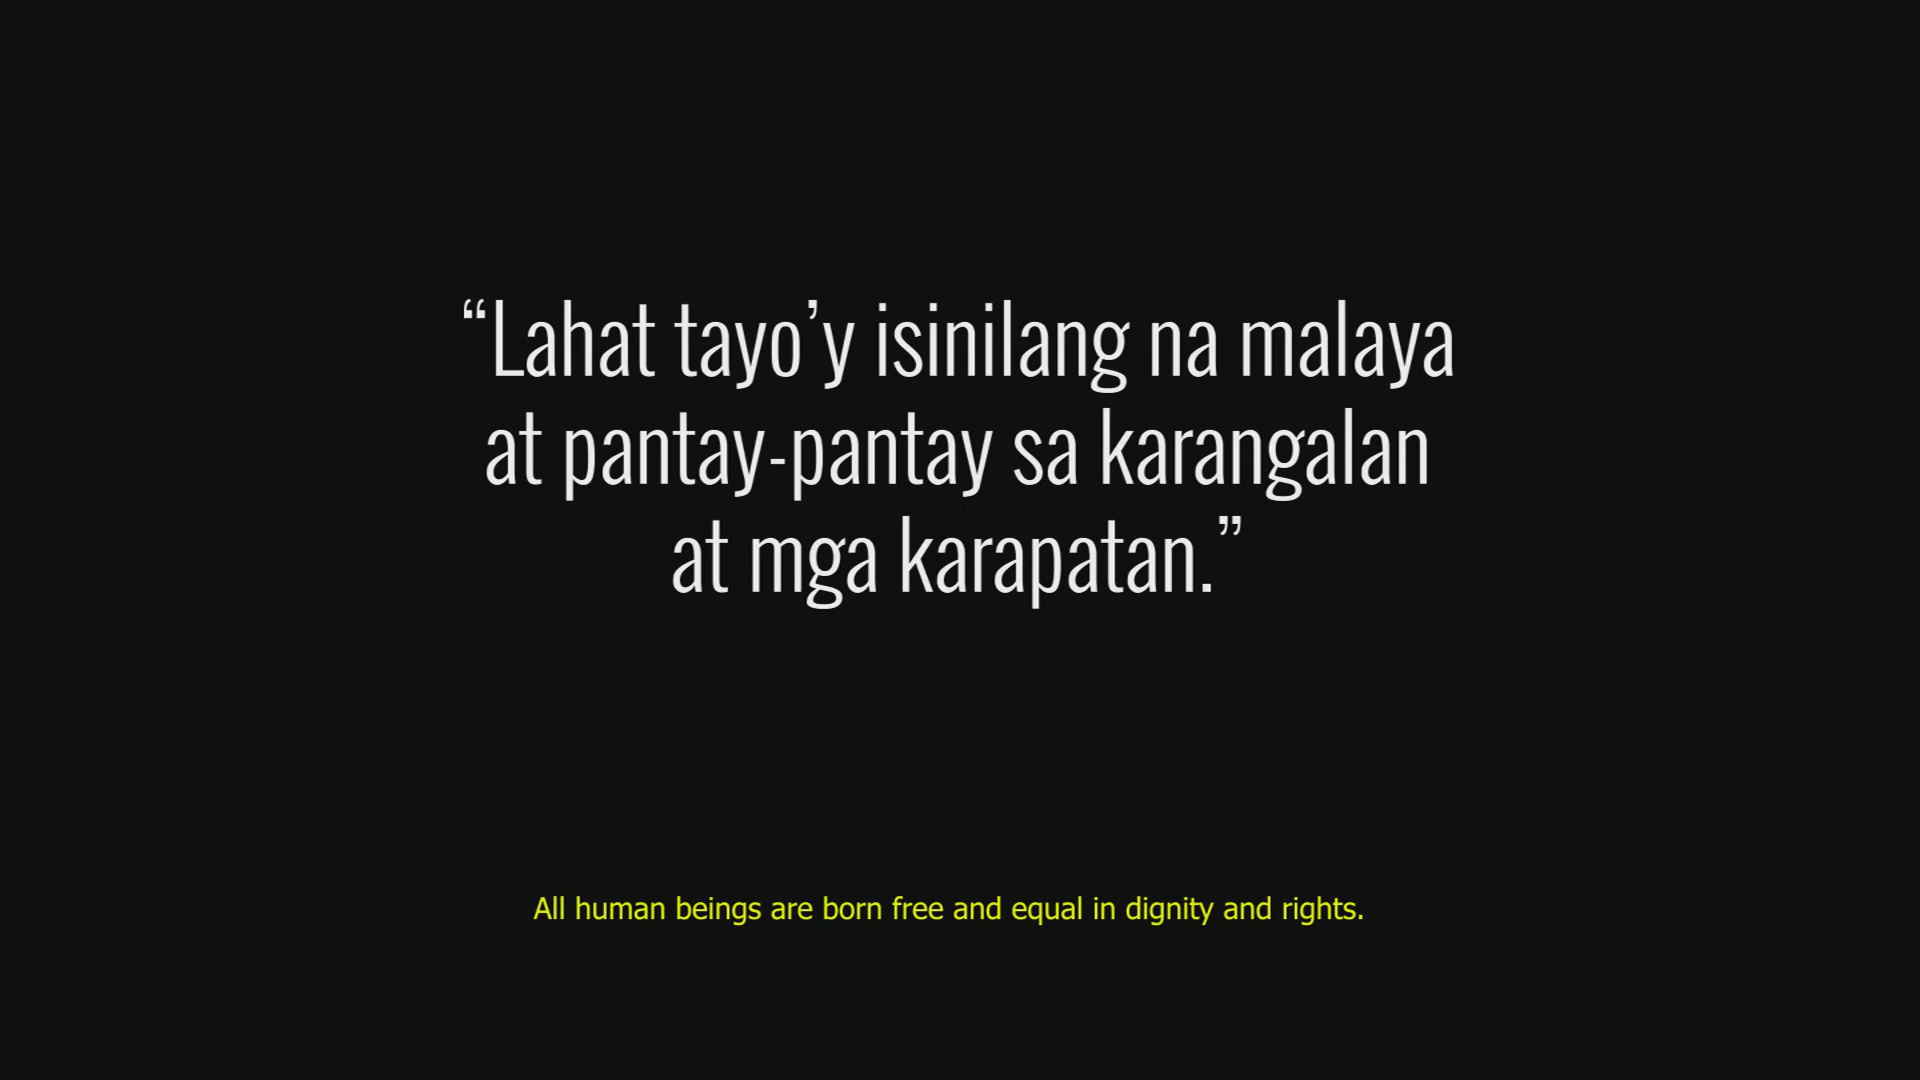 “Lahat tayo’y isinilang na malaya
at pantay-pantay sa karangalan
at mga karapatan.”
All human beings are born free and equal in dignity and rights.